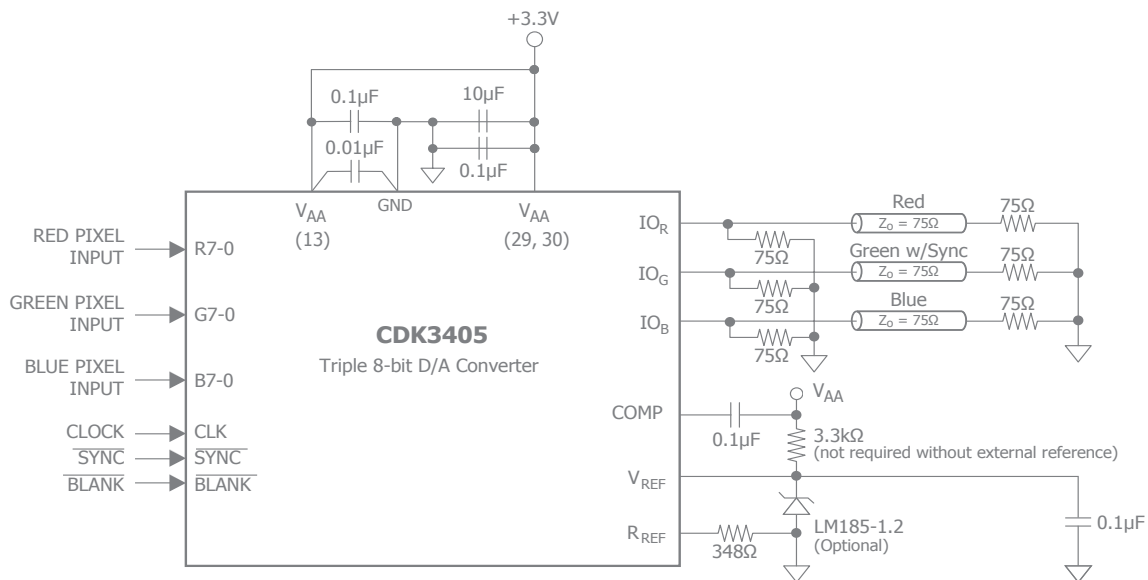 +3.3V
0.1µF
10µF
0.01µF
0.1µF
VAA
(13)
GND
VAA
(29, 30)
RED PIXEL
INPUT
R7-0
GREEN PIXEL
INPUT
G7-0
BLUE PIXEL
INPUT
B7-0
CLOCK
CLK
SYNC
SYNC
BLANK
BLANK
CDK3405
Triple 8-bit D/A Converter
IOR
75Ω
Red
Zo = 75Ω
75Ω
IOG
75Ω
Green w/Sync
Zo = 75Ω
75Ω
IOB
75Ω
Blue
Zo = 75Ω
75Ω
COMP
0.1µF
VAA
3.3kΩ
(not required without external reference)
VREF
LM185-1.2
(Optional)
0.1µF
RREF
348Ω